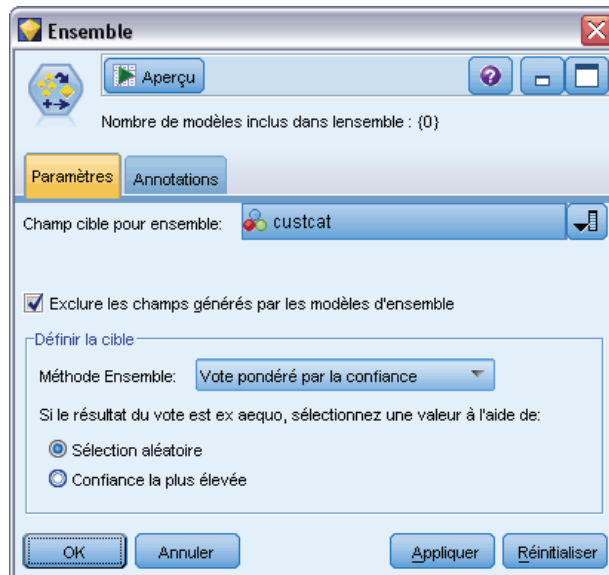 Ensemble
Aperçu
Nombre de modèles inclus dans lensemble : {0}
Paramètres Annotations
Champ cible pour ensemble: custcat
Exclure les champs générés par les modèles d'ensemble
Définir la cible
Méthode Ensemble: Vote pondéré par la confiance
Si le résultat du vote est ex aequo, sélectionnez une valeur à l'aide de:
Sélection aléatoire
Confiance la plus élevée
OK Annuler Appliquer Réinitialiser